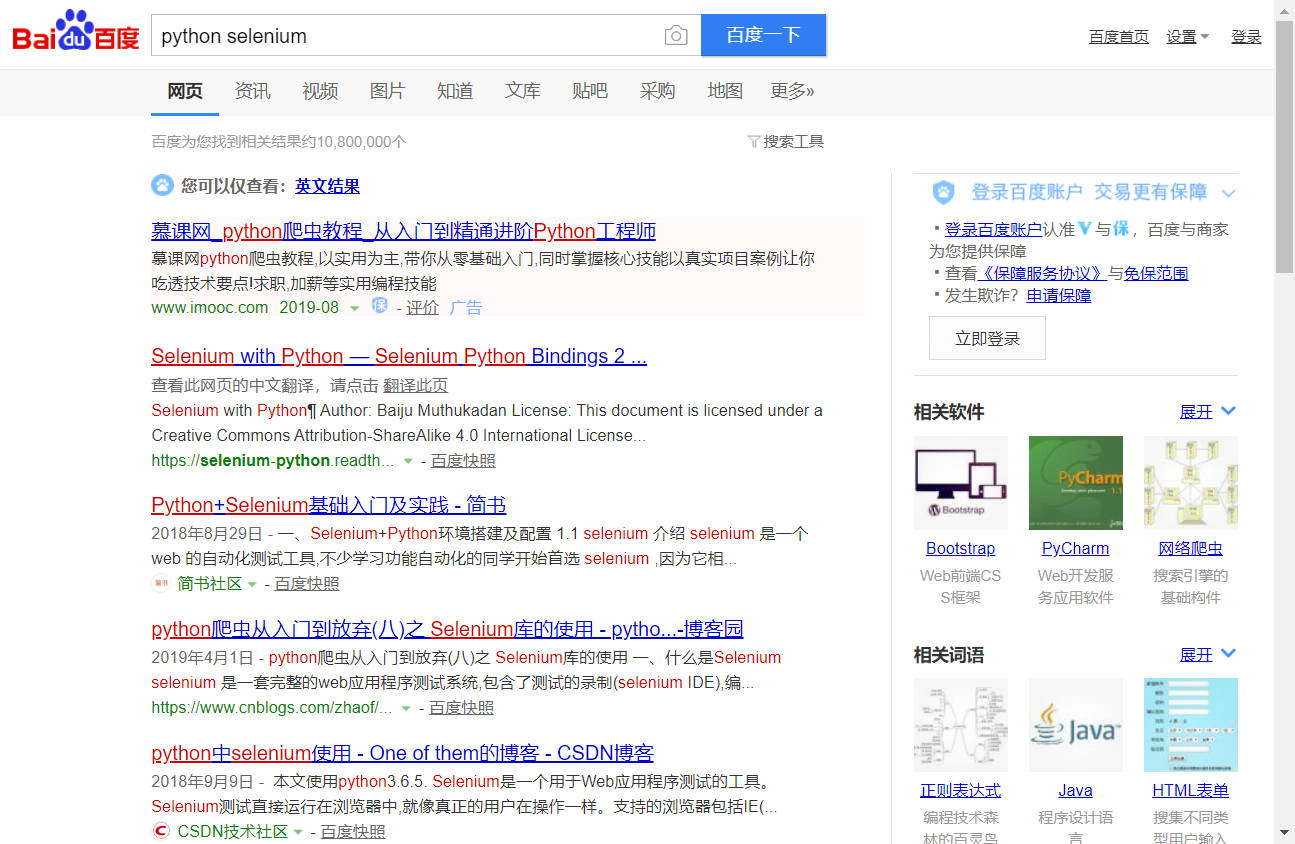 Bai du 百度
python selenium
百度一下
百度首页 设置 登录
网页 资讯 视频 图片 知道 文库 贴吧 采购 地图 更多»
百度为您找到相关结果约10,800,000个
搜索工具
您可以仅查看：英文结果
慕课网_python爬虫教程_从入门到精通进阶Python工程师
慕课网python爬虫教程,以实用为主,带你从零基础入门,同时掌握核心技能以真实项目案例让你
吃透技术要点!求职,加薪等实用编程技能
www.imooc.com 2019-08 保 - 评价 广告
Selenium with Python — Selenium Python Bindings 2 ...
查看此网页的中文翻译，请点击 翻译此页
Selenium with Python¶ Author: Baiju Muthukadan License: This document is licensed under a
Creative Commons Attribution-ShareAlike 4.0 International License...
https://selenium-python.readth... - 百度快照
Python+Selenium基础入门及实践 - 简书
2018年8月29日 - 一、Selenium+Python环境搭建及配置 1.1 selenium 介绍 selenium 是一个
web 的自动化测试工具,不少学习功能自动化的同学开始首选 selenium ,因为它相...
简书 简书社区 - 百度快照
python爬虫从入门到放弃(八)之 Selenium库的使用 - pytho...-博客园
2019年4月1日 - python爬虫从入门到放弃(八)之 Selenium库的使用 一、什么是Selenium
selenium 是一套完整的web应用程序测试系统,包含了测试的录制(selenium IDE),编...
https://www.cnblogs.com/zhaof/... - 百度快照
python中selenium使用 - One of them的博客 - CSDN博客
2018年9月9日 - 本文使用python3.6.5. Selenium是一个用于Web应用程序测试的工具。
Selenium测试直接运行在浏览器中,就像真正的用户在操作一样。支持的浏览器包括IE(...
C CSDN技术社区 - 百度快照
登录百度账户 交易更有保障
·登录百度账户认准V与保，百度与商家
为您提供保障
·查看《保障服务协议》与免保范围
·发生欺诈？申请保障
立即登录
相关软件 展开
Bootstrap
PyCharm
Bootstrap PyCharm 网络爬虫
Web前端CS Web开发服 搜索引擎的
S框架 务应用软件 基础构件
相关词语 展开
Java
正则表达式 Java HTML表单
编程技术森 程序设计语 搜集不同类
林的百灵鸟 言 型用户输入